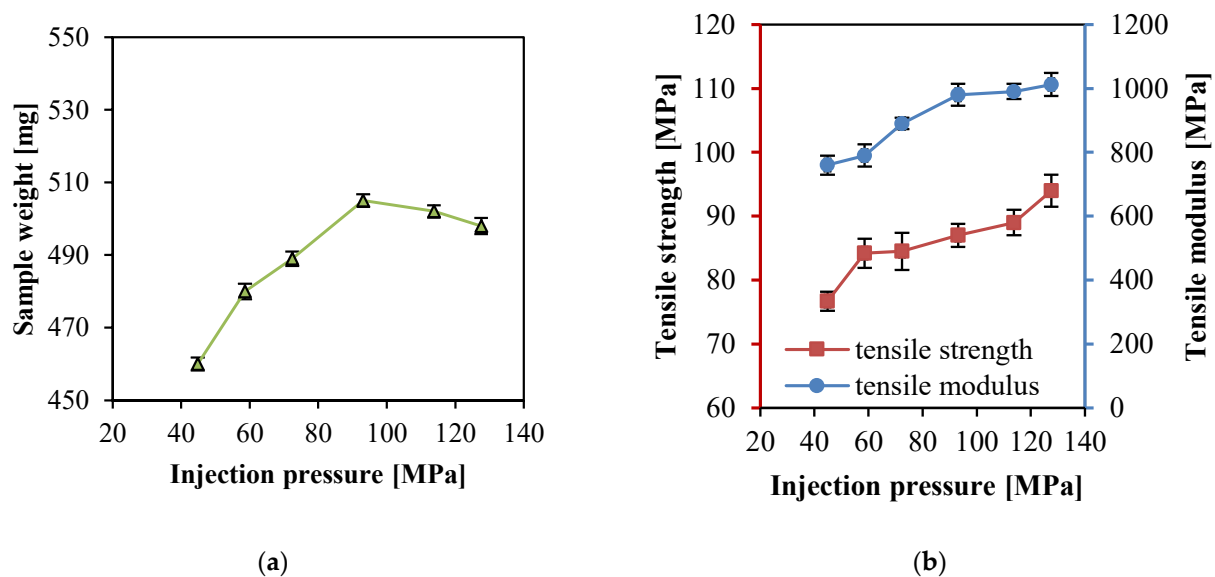 550
530
510
490
470
450
Sample weight [mg]
20 40 60 80 100 120 140
Injection pressure [MPa]
(a)
120
110
100
90
80
70
60
Tensile strength [MPa]
1200
1000
800
600
400
200
0
Tensile modulus [MPa]
tensile strength
tensile modulus
20 40 60 80 100 120 140
Injection pressure [MPa]
(b)